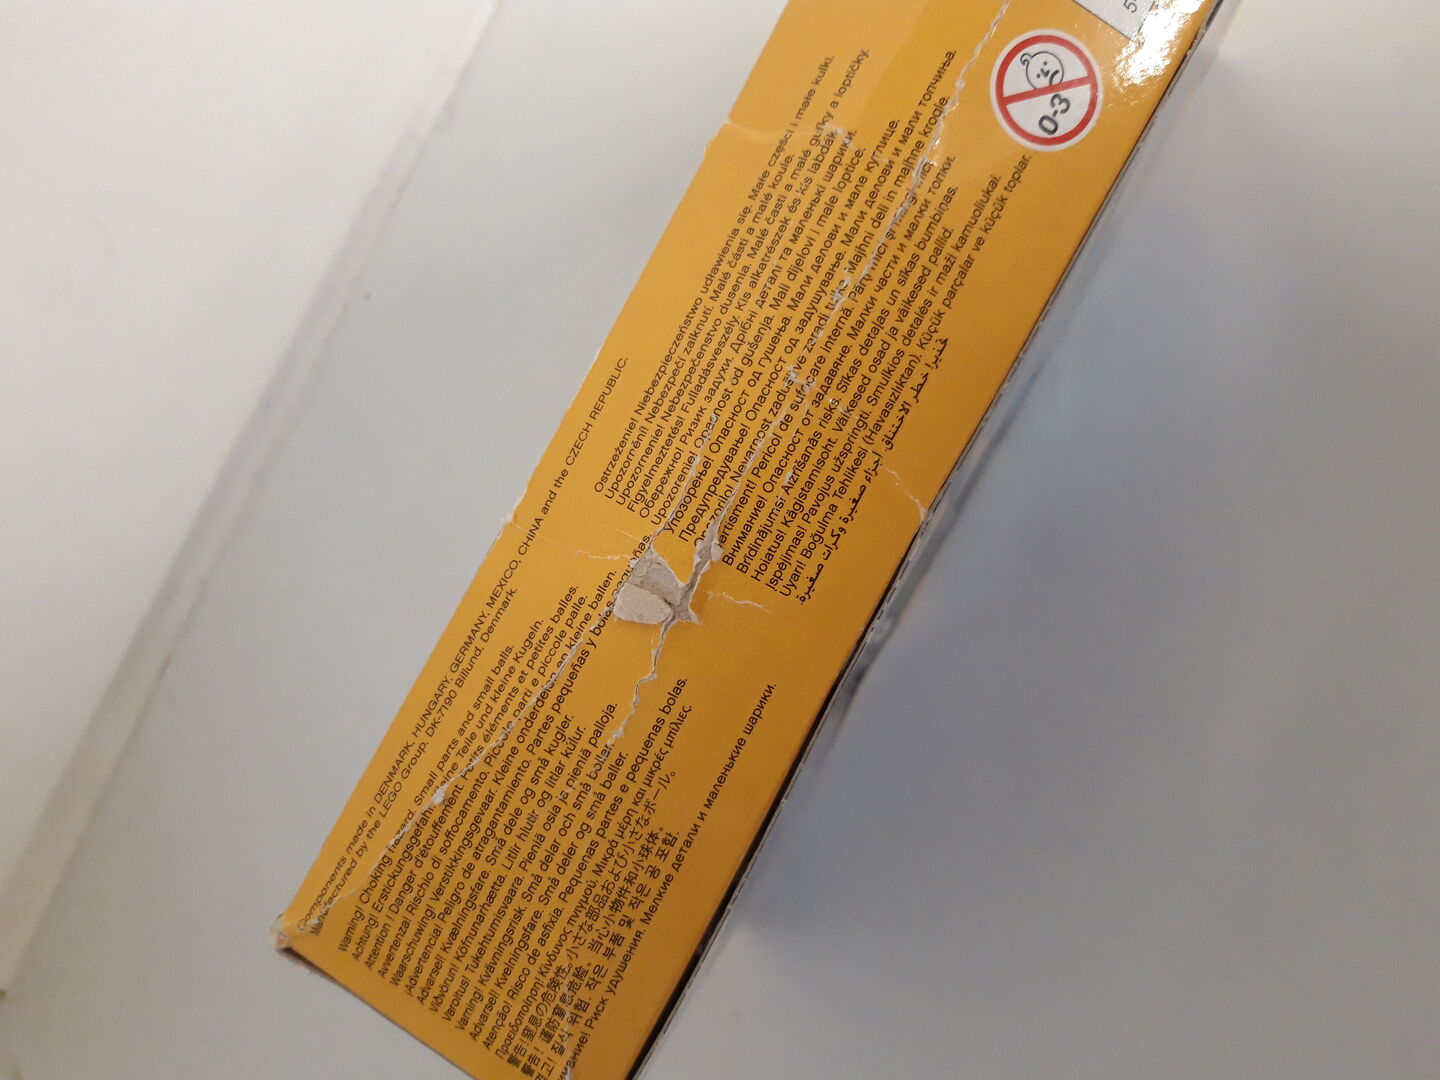 Components made in DENMARK, HUNGARY, GERMANY, MEXICO, CHINA and the CZECH REPUBLIC.
Manufactured by the LEGO Group, DK-7190 Billund, Denmark.
Warning! Choking hazard. Small parts and small balls.
Achtung! Erstickungsgefahr. Kleine Teile und kleine Kugeln.
Attention ! Danger d'étouffement. Petits éléments et petites balles.
Avvertenza! Rischio di soffocamento. Piccole parti e piccole palle.
Waarschuwing! Verstikkingsgevaar. Kleine onderdelen en kleine ballen.
¡Advertencia! Peligro de atragantamiento. Partes pequeñas y bolas pequeñas.
Advarsel! Kvælningsfare. Små dele og små kugler.
Viðvörun! Köfnunarhætta. Litlir hlutir og litlar kúlur.
Varoitus! Tukehtumisvaara. Pieniä osia ja pieniä palloja.
Varning! Kvävningsrisk. Små delar och små bollar.
Advarsel! Kvelningsfare. Små deler og små baller.
Atenção! Risco de asfixia. Pequenas partes e pequenas bolas.
Προειδοποίηση! Κίνδυνος πνιγμού. Μικρά μέρη και μικρές μπίλιες.
警告!窒息の危険性。小さな部品および小さなボール。
警告！谨防窒息危险。当心小物件和小球体。
질식 위험. 작은 부품 및 작은 공 포함.
Риск удушения. Мелкие детали и маленькие шарики.
Ostrzeżenie! Niebezpieczeństwo udławienia się. Małe części i małe kulki.
Upozornění! Nebezpečí zalknutí. Malé části a malé koule.
Upozornenie! Nebezpečenstvo dusenia. Malé časti a malé guľky a loptičky.
Figyelmeztetés! Fulladásveszély. Kis alkatrészek és kis labdák.
Обережно! Ризик задухи. Дрібні деталі та маленькі шарики.
Upozorenje! Opasnost od gušenja. Mali dijelovi i male loptice.
Упозорење! Опасност од гушења. Мали делови и мале куглице.
Предупредување! Опасност од задушување. Мали делови и мали топчиња.
Opozorilo! Nevarnost zadušitve zaradi tujka. Majhni deli in majhne krogle.
Avertisment! Pericol de sufocare internă. Părți mici și mingi mici.
Внимание! Опасност от задавяне. Малки части и малки топки.
Brīdinājums! Aizrīšanās risks. Sīkas detaļas un sīkas bumbiņas.
Hoiatus! Kägistamisoht. väikesed osad ja väikesed pallid.
Įspėjimas! Pavojus užspringti. Smulkios detalės ir maži kamuoliukai.
Uyarı! Boğulma Tehlikesi (Havasızlıktan). Küçük parçalar ve küçük toplar.
تحذير! خطر الاختناق أجزاء صغيرة وكرات صغيرة.
0-3